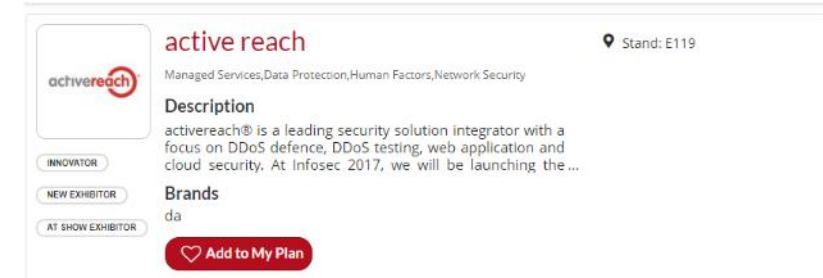 active reach
Stand: E119
activereach
Managed Services,Data Protection,Human Factors,Network Security
Description
activereach® is a leading security solution integrator with a
focus on DDoS defence, DDoS testing, web application and
cloud security. At Infosec 2017, we will be launching the ...
INNOVATOR
NEW EXHIBITOR
AT SHOW EXHIBITOR
Brands
da
Add to My Plan